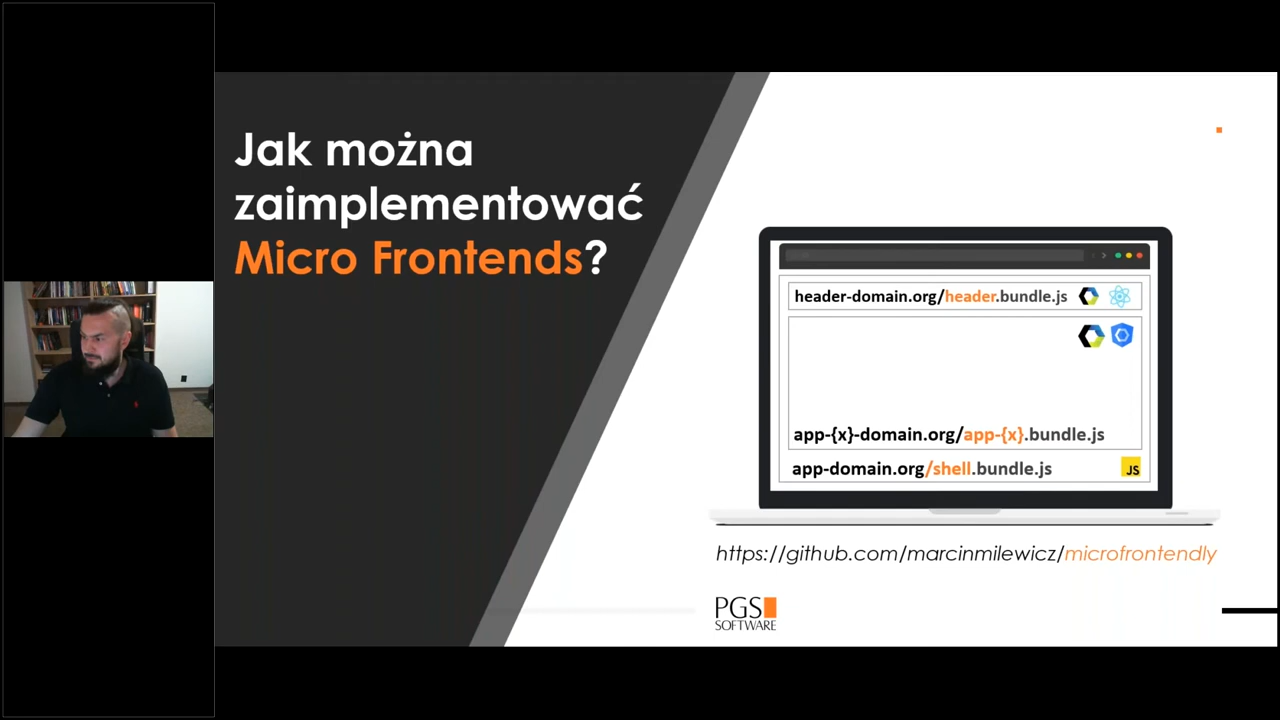 Jak można
zaimplementować
Micro Frontends?
header-domain.org/header.bundle.js
app-{x}-domain.org/app-{x}.bundle.js
app-domain.org/shell.bundle.js
JS
https://github.com/marcinmilewicz/microfrontendly
PGS
SOFTWARE